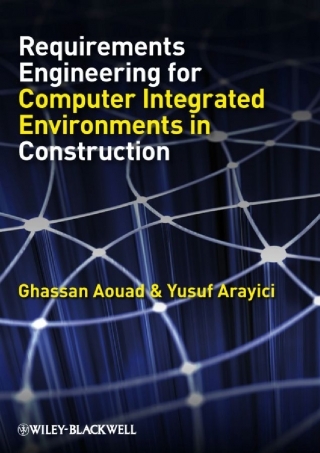 Requirements
Engineering for
Computer Integrated
Environments in
Construction
Ghassan Aouad & Yusuf Arayici
WILEY-BLACKWELL